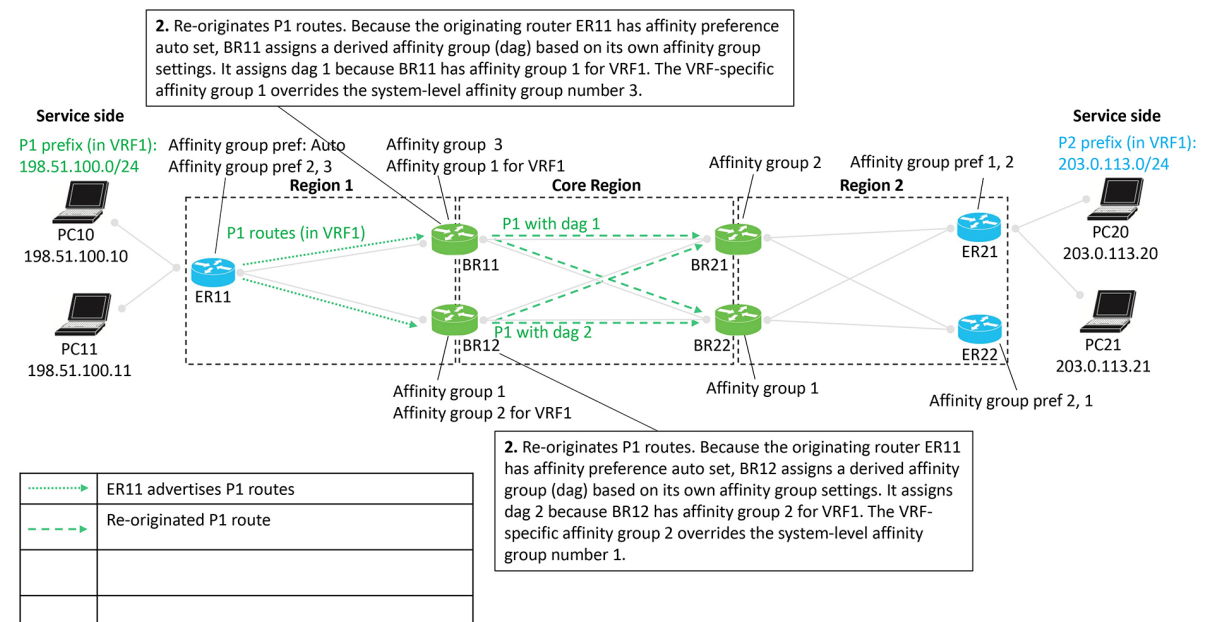 2. Re-originates P1 routes. Because the originating router ER11 has affinity preference
auto set, BR11 assigns a derived affinity group (dag) based on its own affinity group
settings. It assigns dag 1 because BR11 has affinity group 1 for VRF1. The VRF-specific
affinity group 1 overrides the system-level affinity group number 3.
Service side
P1 prefix (in VRF1):
198.51.100.0/24
PC10
198.51.100.10
PC11
198.51.100.11
Affinity group pref: Auto
Affinity group pref 2, 3
Affinity group  3
Affinity group 1 for VRF1
Affinity group 2
Affinity group pref 1, 2
Service side
P2 prefix (in VRF1):
203.0.113.0/24
Region 1
Core Region
Region 2
P1 routes (in VRF1)
P1 with dag 1
ER11
BR11
BR21
ER21
PC20
203.0.113.20
P1 with dag 2
BR12
BR22
ER22
PC21
203.0.113.21
Affinity group 1
Affinity group 2 for VRF1
Affinity group 1
Affinity group pref 2, 1
2. Re-originates P1 routes. Because the originating router ER11
has affinity preference auto set, BR12 assigns a derived affinity
group (dag) based on its own affinity group settings. It assigns
dag 2 because BR12 has affinity group 2 for VRF1. The VRF-
specific affinity group 2 overrides the system-level affinity
group number 1.
ER11 advertises P1 routes
Re-originated P1 route